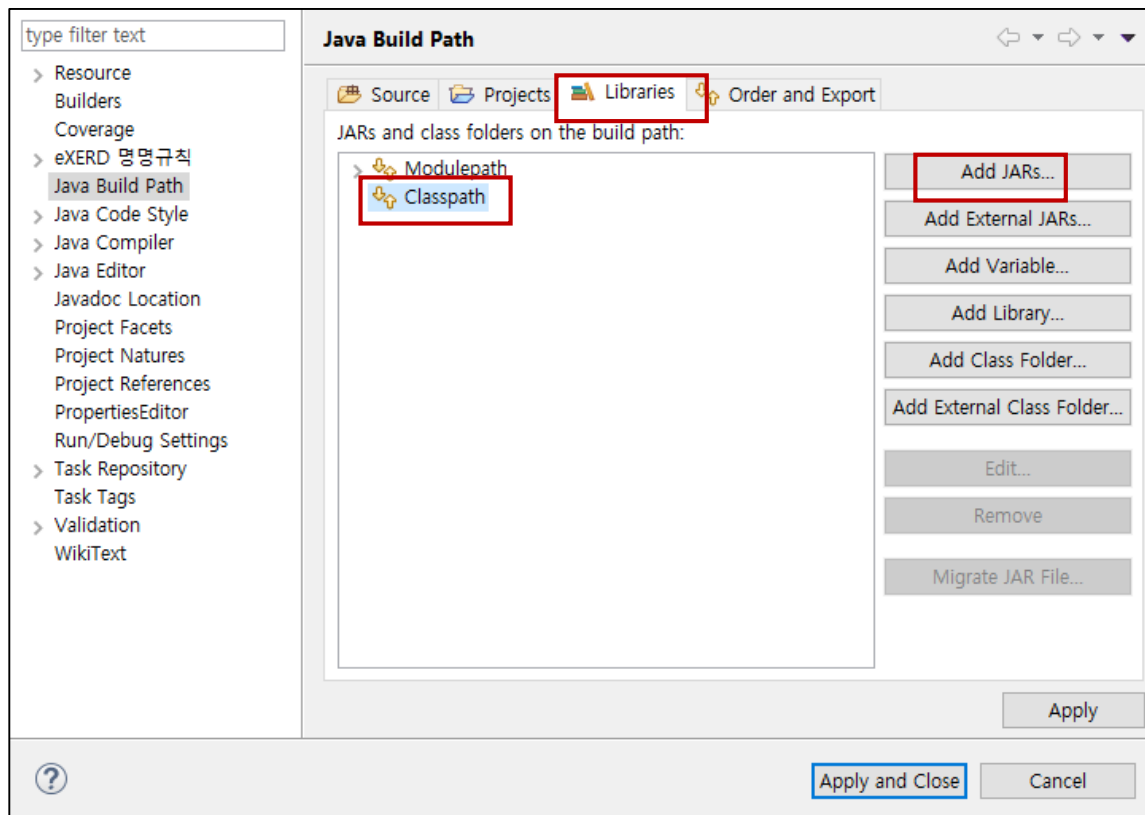 type filter text
Resource
Builders
Coverage
eXERD 명명규칙
Java Build Path
Java Code Style
Java Compiler
Java Editor
Javadoc Location
Project Facets
Project Natures
Project References
PropertiesEditor
Run/Debug Settings
Task Repository
Task Tags
Validation
WikiText
Java Build Path
Source Projects Libraries Order and Export
JARs and class folders on the build path:
Modulepath
Classpath
Add JARs...
Add External JARs...
Add Variable...
Add Library...
Add Class Folder...
Add External Class Folder...
Edit...
Remove
Migrate JAR File...
Apply
?
Apply and Close Cancel